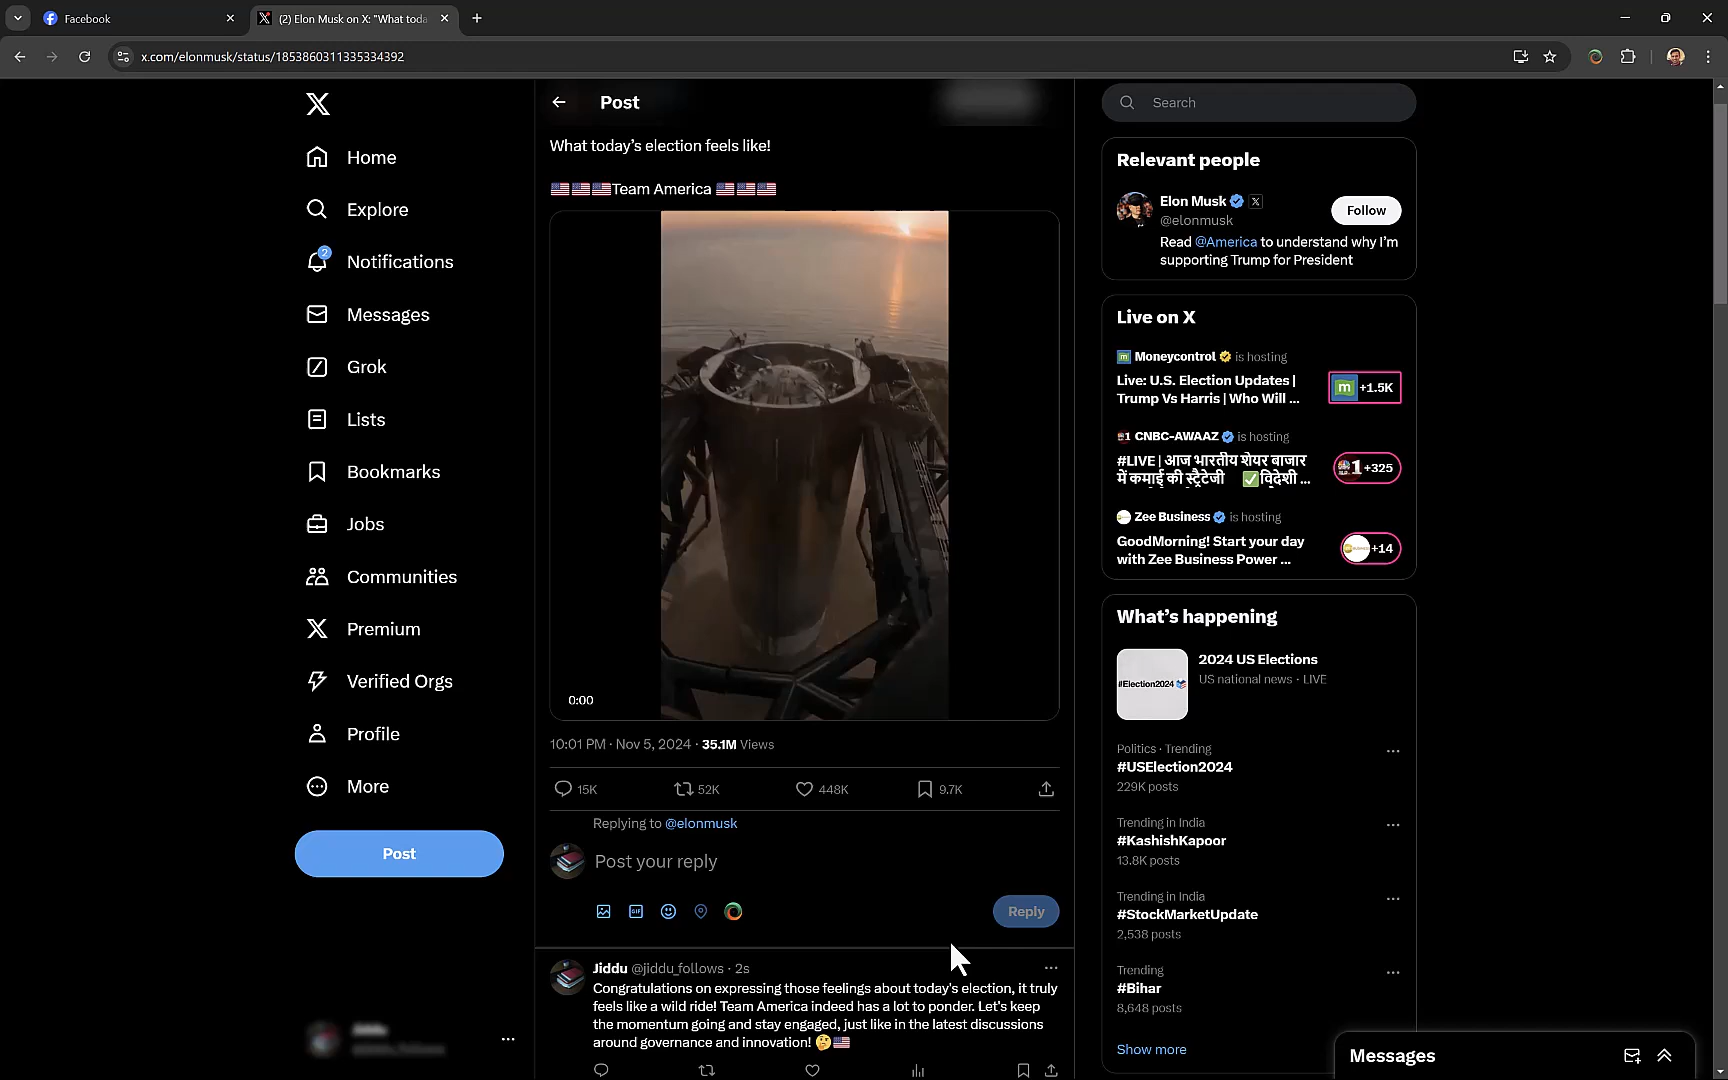 Facebook
(2) Elon Musk on X: "What toda
x.com/elonmusk/status/1853860311335334392
Home
Explore
2
Notifications
Messages
Grok
Lists
Bookmarks
Jobs
Communities
Premium
Verified Orgs
Profile
More
Post
Jiddu
Post
What today's election feels like!
🇺🇸🇺🇸🇺🇸Team America 🇺🇸🇺🇸🇺🇸
0:00
10:01 PM · Nov 5, 2024 · 35.1M Views
15K 52K 448K 9.7K
Replying to @elonmusk
Post your reply
GIF
Reply
Jiddu @jiddu_follows · 2s
Congratulations on expressing those feelings about today's election, it truly
feels like a wild ride! Team America indeed has a lot to ponder. Let's keep
the momentum going and stay engaged, just like in the latest discussions
around governance and innovation! 🤔🇺🇸
Search
Relevant people
Elon Musk
@elonmusk
Follow
Read @America to understand why I'm
supporting Trump for President
Live on X
Moneycontrol is hosting
Live: U.S. Election Updates |
Trump Vs Harris | Who Will ...
m +1.5K
CNBC-AWAAZ is hosting
#LIVE | आज भारतीय शेयर बाजार
में कमाई की स्ट्रैटेजी ✅विदेशी ...
1 +325
Zee Business is hosting
GoodMorning! Start your day
with Zee Business Power ...
+14
What's happening
#Election2024
2024 US Elections
US national news · LIVE
Politics · Trending
#USElection2024
229K posts
Trending in India
#KashishKapoor
13.8K posts
Trending in India
#StockMarketUpdate
2,538 posts
Trending
#Bihar
8,648 posts
Show more
Messages